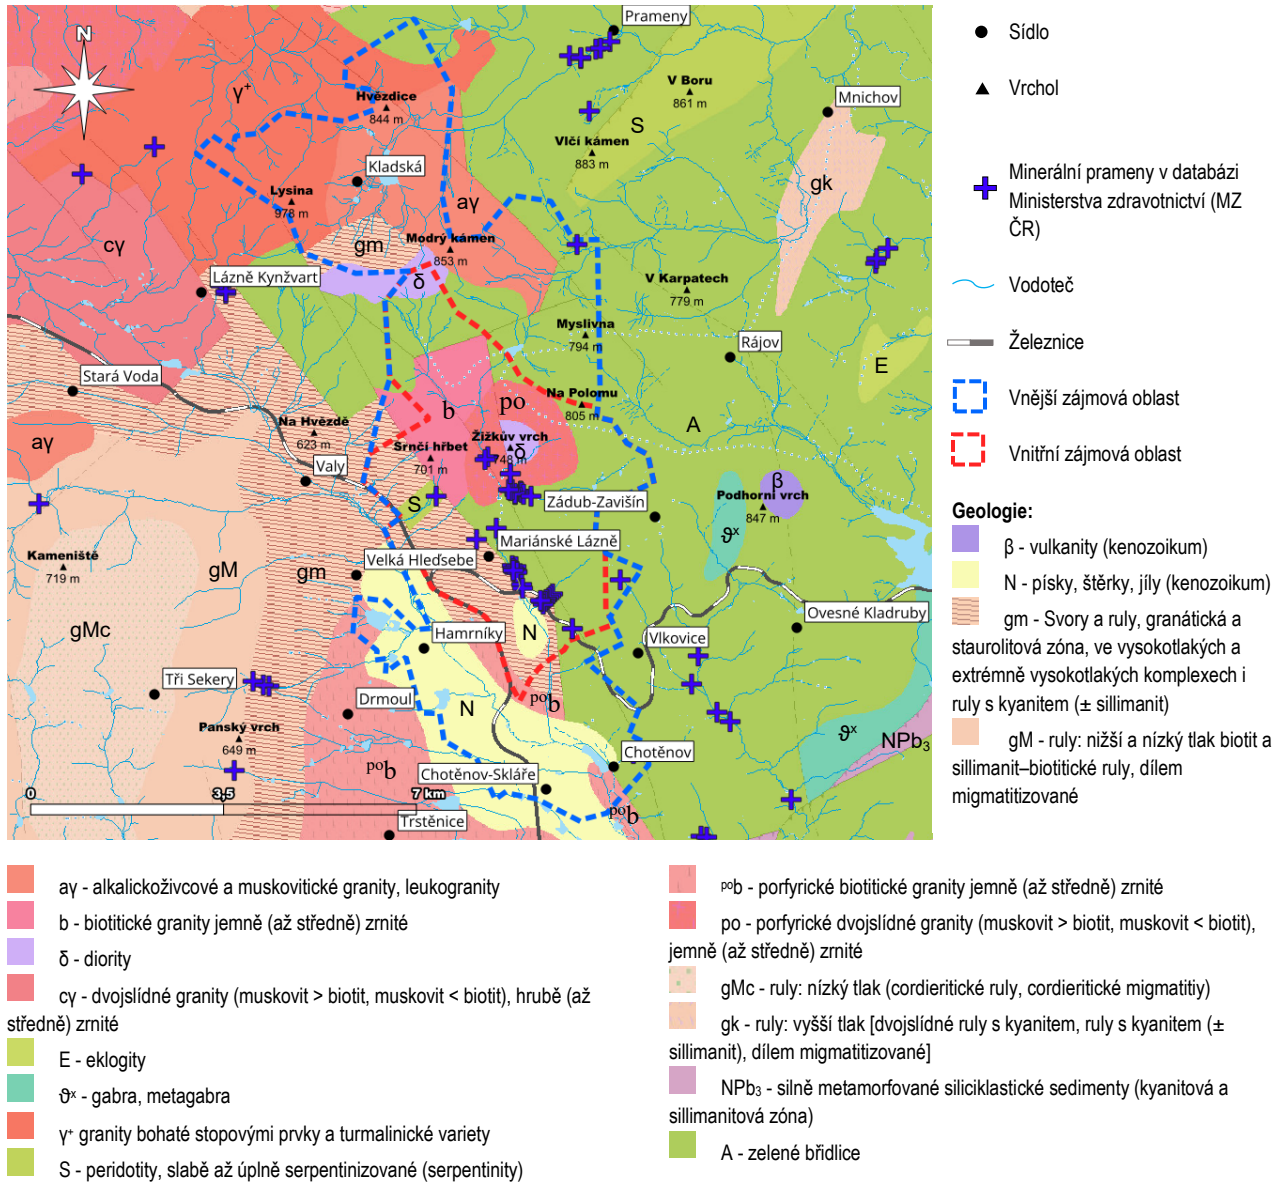 N
Prameny
γ⁺
Hvězdice
844 m
V Boru
861 m
Mnichov
S
Vlčí kámen
883 m
Kladská
Lysina
978 m
aγ
gk
cγ
gm
Modrý kámen
853 m
Lázně Kynžvart
δ
V Karpatech
779 m
Myslivna
794 m
Rájov
E
Stará Voda
Na Polomu
805 m
b
po
A
Na Hvězdě
623 m
aγ
Žižkův vrch
748 m
δ
Srnčí hřbet
701 m
Valy
β
Podhorní vrch
847 m
S
Zádub-Zavišín
ϑˣ
Mariánské Lázně
Velká Hleďsebe
Kameniště
719 m
gM
gm
Ovesné Kladruby
gMc
Hamrníky
N
Vlkovice
Tři Sekery
Drmoul
N
ᵖᵒb
Panský vrch
649 m
ϑˣ
NPb₃
Chotěnov
ᵖᵒb
Chotěnov-Skláře
0
3,5
7 km
ᵖᵒb
Trstěnice
Sídlo
Vrchol
Minerální prameny v databázi
Ministerstva zdravotnictví (MZ
ČR)
Vodoteč
Železnice
Vnější zájmová oblast
Vnitřní zájmová oblast
Geologie:
β - vulkanity (kenozoikum)
N - písky, štěrky, jíly (kenozoikum)
gm - Svory a ruly, granátická a
staurolitová zóna, ve vysokotlakých a
extrémně vysokotlakých komplexech i
ruly s kyanitem (± sillimanit)
gM - ruly: nižší a nízký tlak biotit a
sillimanit–biotitické ruly, dílem
migmatitizované
aγ - alkalickoživcové a muskovitické granity, leukogranity
b - biotitické granity jemně (až středně) zrnité
δ - diority
cγ - dvojslídné granity (muskovit > biotit, muskovit < biotit), hrubě (až
středně) zrnité
E - eklogity
ϑˣ - gabra, metagabra
γ⁺ granity bohaté stopovými prvky a turmalinické variety
S - peridotity, slabě až úplně serpentinizované (serpentinity)
ᵖᵒb - porfyrické biotitické granity jemně (až středně) zrnité
po - porfyrické dvojslídné granity (muskovit > biotit, muskovit < biotit),
jemně (až středně) zrnité
gMc - ruly: nízký tlak (cordieritické ruly, cordieritické migmatitiy)
gk - ruly: vyšší tlak [dvojslídné ruly s kyanitem, ruly s kyanitem (±
sillimanit), dílem migmatitizované]
NPb₃ - silně metamorfované siliciklastické sedimenty (kyanitová a
sillimanitová zóna)
A - zelené břidlice